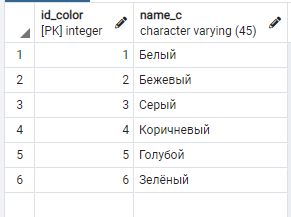 id_color name_c
[PK] integer character varying (45)
1 1 Белый
2 2 Бежевый
3 3 Серый
4 4 Коричневый
5 5 Голубой
6 6 Зелёный